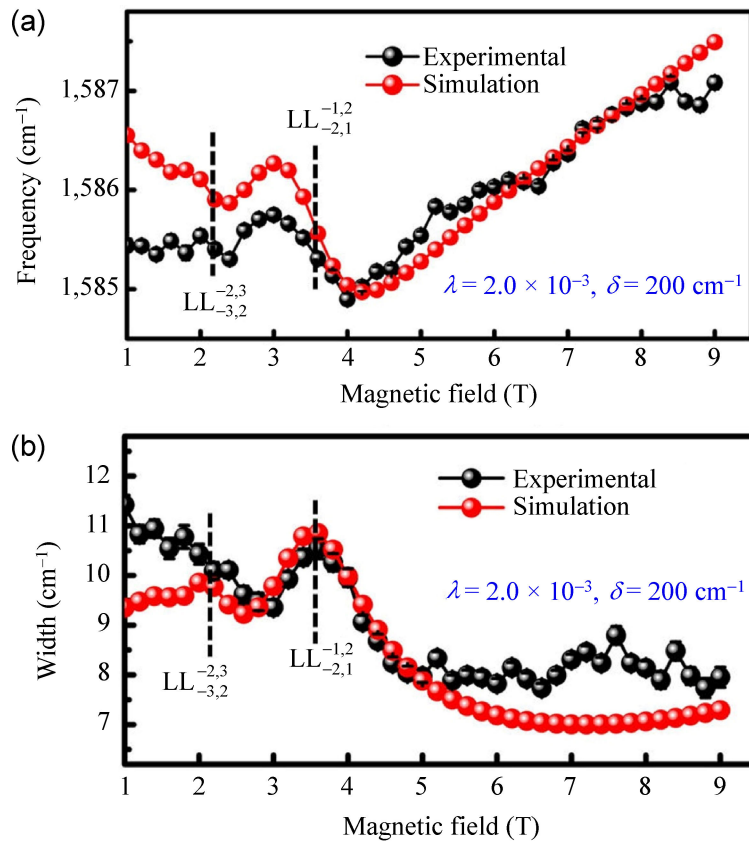 (a)
Experimental
Simulation
1,587
1,586
1,585
Frequency (cm⁻¹)
LL₋₂,₁⁻¹,²
LL₋₃,₂⁻²,³
λ = 2.0 × 10⁻³, δ = 200 cm⁻¹
1 2 3 4 5 6 7 8 9
Magnetic field (T)
(b)
Experimental
Simulation
12
11
10
9
8
7
Width (cm⁻¹)
λ = 2.0 × 10⁻³, δ = 200 cm⁻¹
LL₋₃,₂⁻²,³
LL₋₂,₁⁻¹,²
1 2 3 4 5 6 7 8 9
Magnetic field (T)